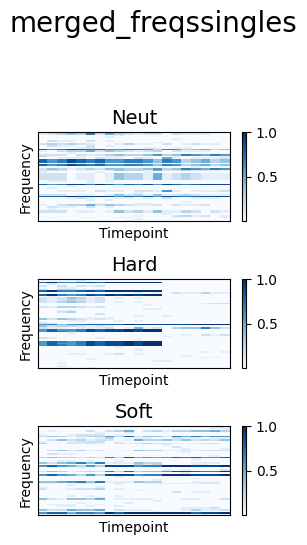 merged_freqssingles
Neut
Frequency
1.0
0.5
Timepoint
Hard
Frequency
1.0
0.5
Timepoint
Soft
Frequency
1.0
0.5
Timepoint